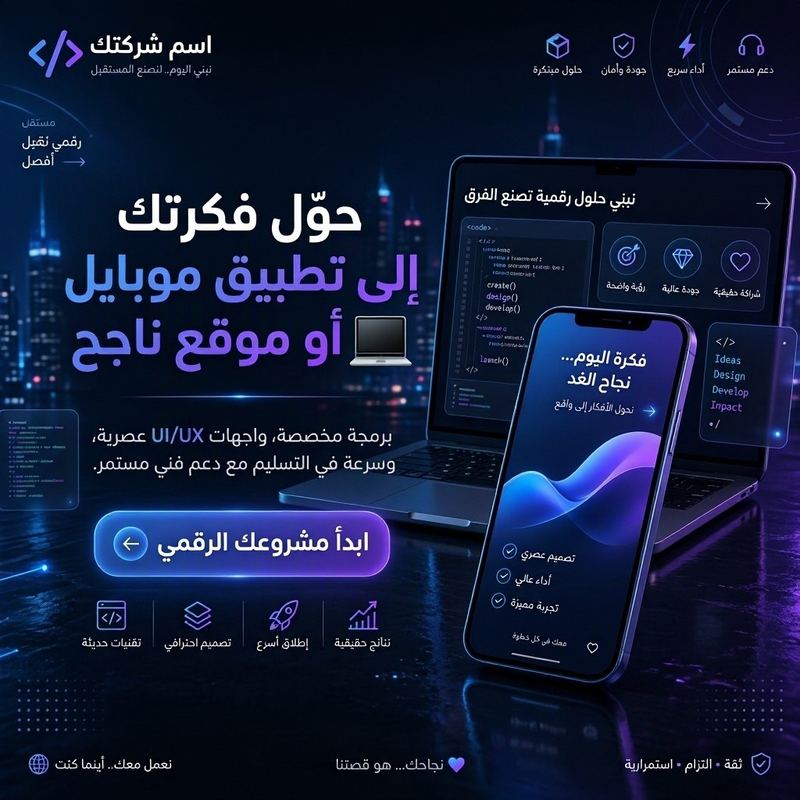 اسم شركتك
نبني اليوم.. لنصنع المستقبل
حلول مبتكرة
جودة وأمان
أداء سريع
دعم مستمر
مستقل
رقمي نقبل
أفضل
حوّل فكرتك
إلى تطبيق موبايل
أو موقع ناجح
برمجة مخصصة، واجهات UI/UX عصرية،
وسرعة في التسليم مع دعم فني مستمر.
ابدأ مشروعك الرقمي
تقنيات حديثة
تصميم احترافي
إطلاق أسرع
نتائج حقيقية
نبني حلول رقمية تصنع الفرق
<code>
create()
design()
develop()
</>
launch()
</>
رؤية واضحة
جودة عالية
شراكة حقيقية
</>
Ideas
Design
Develop
Impact
فكرة اليوم...
نجاح الغد
نحول الأفكار إلى واقع
تصميم عصري
أداء عالي
تجربة مميزة
معك في كل خطوة
نعمل معك.. أينما كنت
نجاحك... هو قصتنا
ثقة • التزام • استمرارية